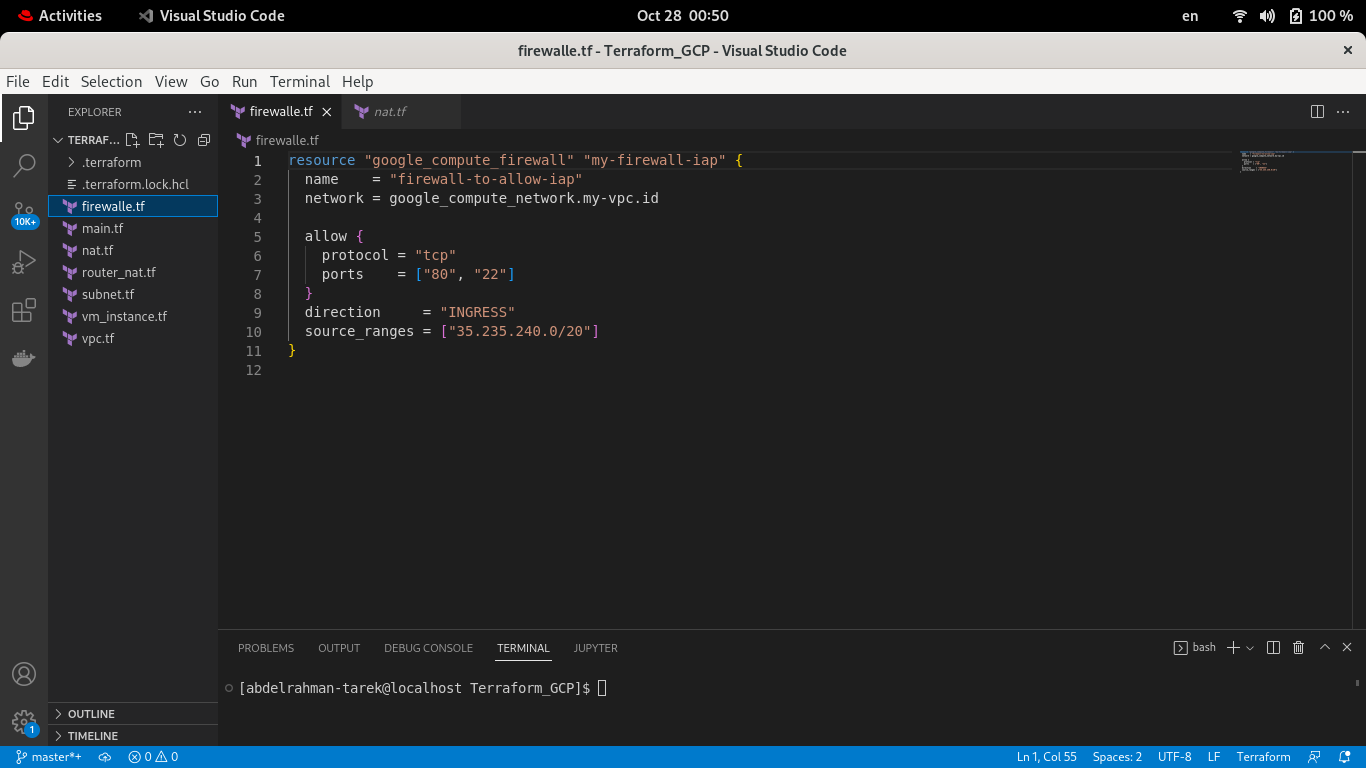 Activities
Visual Studio Code
Oct 28 00:50
en
100 %
firewalle.tf - Terraform_GCP - Visual Studio Code
File Edit Selection View Go Run Terminal Help
EXPLORER
TERRAF...
.terraform
.terraform.lock.hcl
firewalle.tf
main.tf
nat.tf
router_nat.tf
subnet.tf
vm_instance.tf
vpc.tf
10K+
1
OUTLINE
TIMELINE
firewalle.tf
nat.tf
firewalle.tf
1 resource "google_compute_firewall" "my-firewall-iap" {
2   name    = "firewall-to-allow-iap"
3   network = google_compute_network.my-vpc.id
4
5   allow {
6     protocol = "tcp"
7     ports    = ["80", "22"]
8   }
9   direction     = "INGRESS"
10   source_ranges = ["35.235.240.0/20"]
11 }
12
PROBLEMS OUTPUT DEBUG CONSOLE TERMINAL JUPYTER
bash
[abdelrahman-tarek@localhost Terraform_GCP]$
master*+ 0 0 Ln 1, Col 55 Spaces: 2 UTF-8 LF Terraform